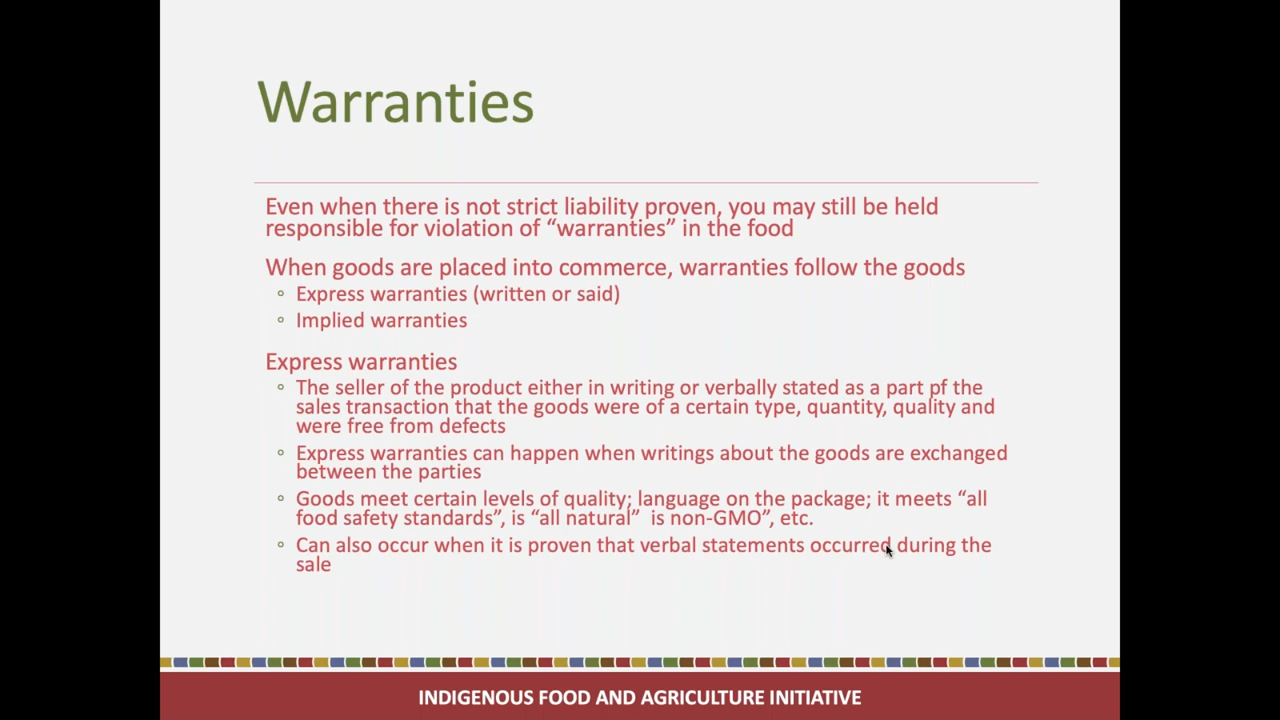 Warranties
Even when there is not strict liability proven, you may still be held
responsible for violation of “warranties” in the food
When goods are placed into commerce, warranties follow the goods
Express warranties (written or said)
Implied warranties
Express warranties
The seller of the product either in writing or verbally stated as a part pf the
sales transaction that the goods were of a certain type, quantity, quality and
were free from defects
Express warranties can happen when writings about the goods are exchanged
between the parties
Goods meet certain levels of quality; language on the package; it meets “all
food safety standards”, is “all natural”  is non-GMO”, etc.
Can also occur when it is proven that verbal statements occurred during the
sale
INDIGENOUS FOOD AND AGRICULTURE INITIATIVE